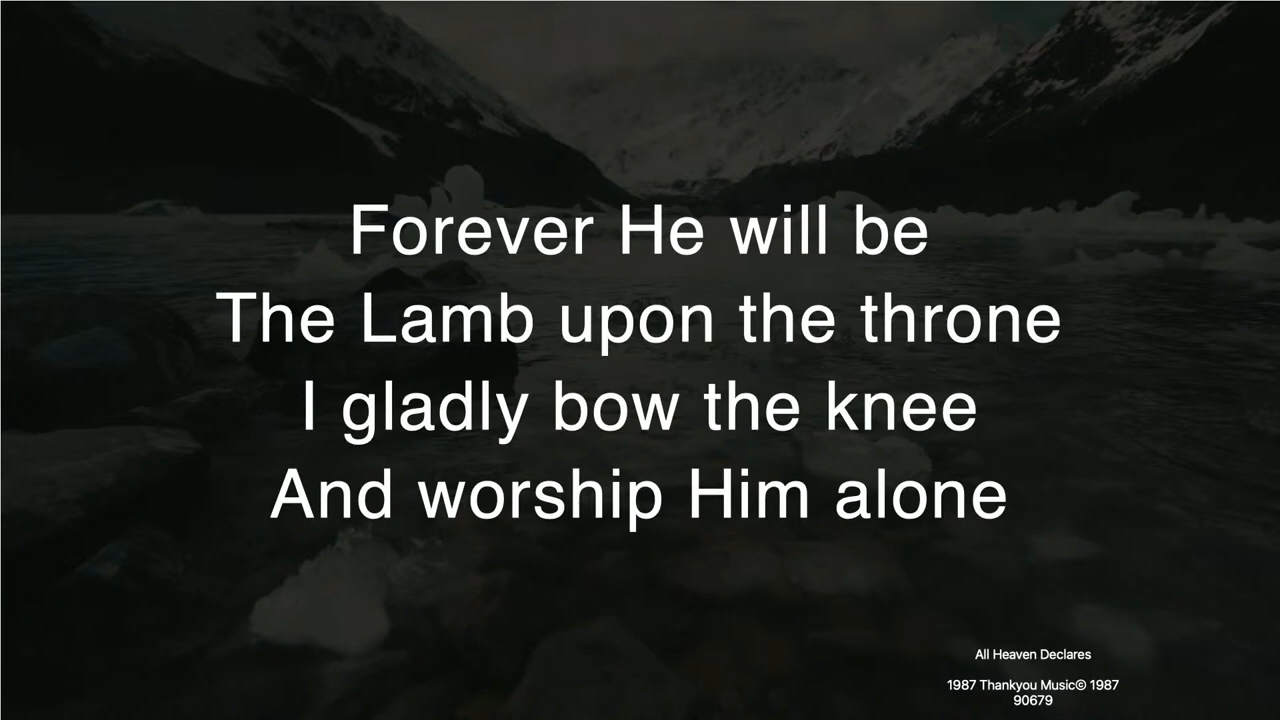 Forever He will be
The Lamb upon the throne
I gladly bow the knee
And worship Him alone
All Heaven Declares
1987 Thankyou Music© 1987
90679